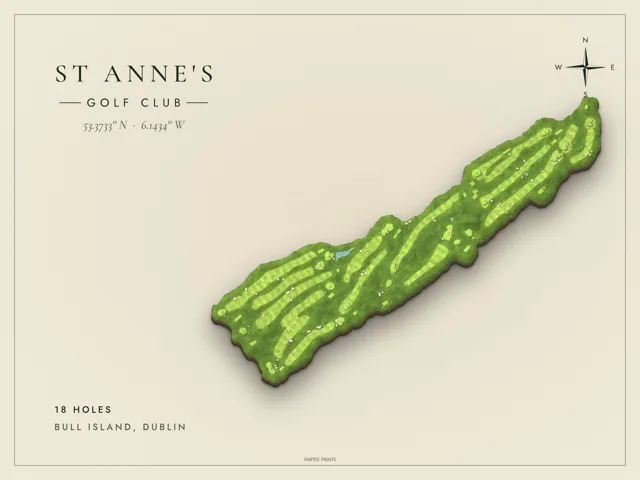 ST ANNE'S
GOLF CLUB
53.3733° N · 6.1434° W
N
W E
S
18 HOLES
BULL ISLAND, DUBLIN
PARTEE PRINTS